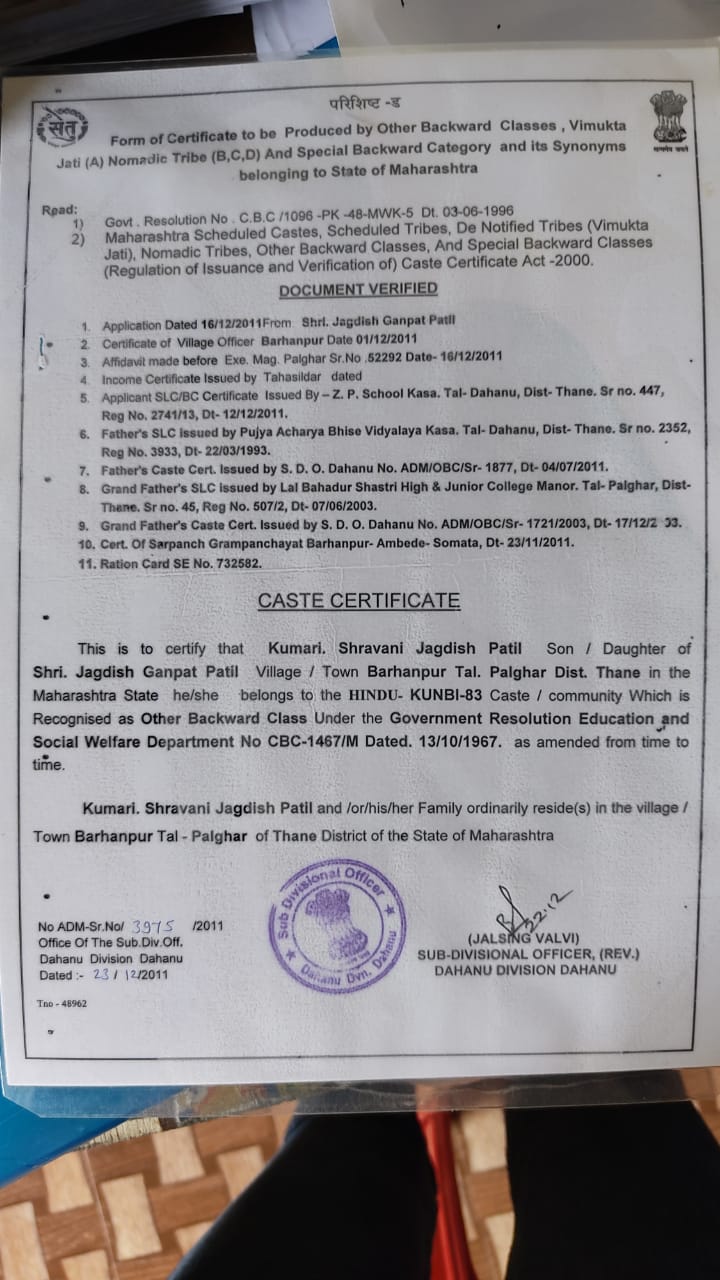 परिशिष्ट -ड
सेतु
Form of Certificate to be Produced by Other Backward Classes , Vimukta
Jati (A) Nomadic Tribe (B,C,D) And Special Backward Category and its Synonyms
belonging to State of Maharashtra
सत्यमेव जयते
Read:
1) Govt . Resolution No . C.B.C /1096 -PK -48-MWK-5 Dt. 03-06-1996
2) Maharashtra Scheduled Castes, Scheduled Tribes, De Notified Tribes (Vimukta
Jati), Nomadic Tribes, Other Backward Classes, And Special Backward Classes
(Regulation of Issuance and Verification of) Caste Certificate Act -2000.
DOCUMENT VERIFIED
1. Application Dated 16/12/2011From Shri. Jagdish Ganpat Patil
2. Certificate of Village Officer Barhanpur Date 01/12/2011
3. Affidavit made before Exe. Mag. Palghar Sr.No .52292 Date- 16/12/2011
4. Income Certificate Issued by Tahasildar dated
5. Applicant SLC/BC Certificate Issued By – Z. P. School Kasa. Tal- Dahanu, Dist- Thane. Sr no. 447,
Reg No. 2741/13, Dt- 12/12/2011.
6. Father's SLC issued by Pujya Acharya Bhise Vidyalaya Kasa. Tal- Dahanu, Dist- Thane. Sr no. 2352,
Reg No. 3933, Dt- 22/03/1993.
7. Father's Caste Cert. Issued by S. D. O. Dahanu No. ADM/OBC/Sr- 1877, Dt- 04/07/2011.
8. Grand Father's SLC issued by Lal Bahadur Shastri High & Junior College Manor. Tal- Palghar, Dist-
Thane. Sr no. 45, Reg No. 507/2, Dt- 07/06/2003.
9. Grand Father's Caste Cert. Issued by S. D. O. Dahanu No. ADM/OBC/Sr- 1721/2003, Dt- 17/12/2 03.
10. Cert. Of Sarpanch Grampanchayat Barhanpur- Ambede- Somata, Dt- 23/11/2011.
11. Ration Card SE No. 732582.
CASTE CERTIFICATE
This is to certify that Kumari. Shravani Jagdish Patil Son / Daughter of
Shri. Jagdish Ganpat Patil Village / Town Barhanpur Tal. Palghar Dist. Thane in the
Maharashtra State he/she belongs to the HINDU- KUNBI-83 Caste / community Which is
Recognised as Other Backward Class Under the Government Resolution Education and
Social Welfare Department No CBC-1467/M Dated. 13/10/1967. as amended from time to
time.
Kumari. Shravani Jagdish Patil and /or/his/her Family ordinarily reside(s) in the village /
Town Barhanpur Tal - Palghar of Thane District of the State of Maharashtra
Sub Divisional Officer
Dahanu Dvn. Dahanu
22.12
No ADM-Sr.No/ 3975 /2011
Office Of The Sub.Div.Off.
Dahanu Division Dahanu
Dated :- 23 / 12/2011
(JALSING VALVI)
SUB-DIVISIONAL OFFICER, (REV.)
DAHANU DIVISION DAHANU
Tno - 48962